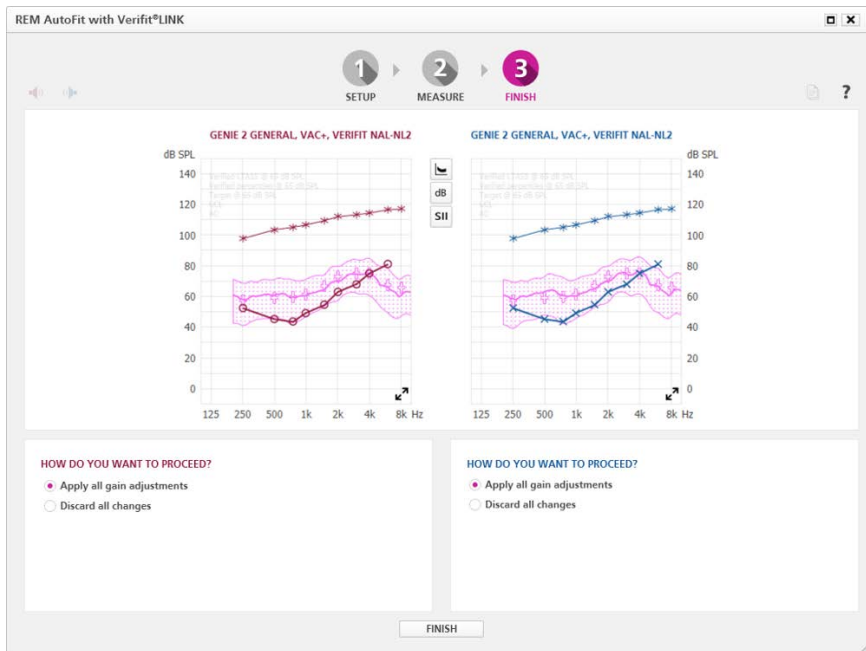 REM AutoFit with Verifit®LINK
1
2
3
SETUP
MEASURE
FINISH
?
GENIE 2 GENERAL, VAC+, VERIFIT NAL-NL2
dB SPL
140
120
100
80
60
40
20
0
125 250 500 1k 2k 4k 8k Hz
dB
SII
GENIE 2 GENERAL, VAC+, VERIFIT NAL-NL2
dB SPL
140
120
100
80
60
40
20
0
125 250 500 1k 2k 4k 8k Hz
HOW DO YOU WANT TO PROCEED?
Apply all gain adjustments
Discard all changes
HOW DO YOU WANT TO PROCEED?
Apply all gain adjustments
Discard all changes
FINISH